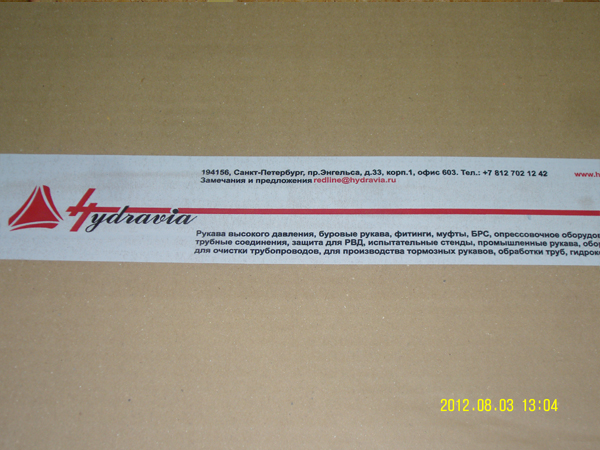 194156, Санкт-Петербург, пр.Энгельса, д.33, корп.1, офис 603. Тел.: +7 812 702 12 42
www.h
Замечания и предложения redline@hydravia.ru
Hydravia
Рукава высокого давления, буровые рукава, фитинги, муфты, БРС, опрессовочное оборудов
трубные соединения, защита для РВД, испытательные стенды, промышленные рукава, обор
для очистки трубопроводов, для производства тормозных рукавов, обработки труб, гидроко
2012.08.03 13:04